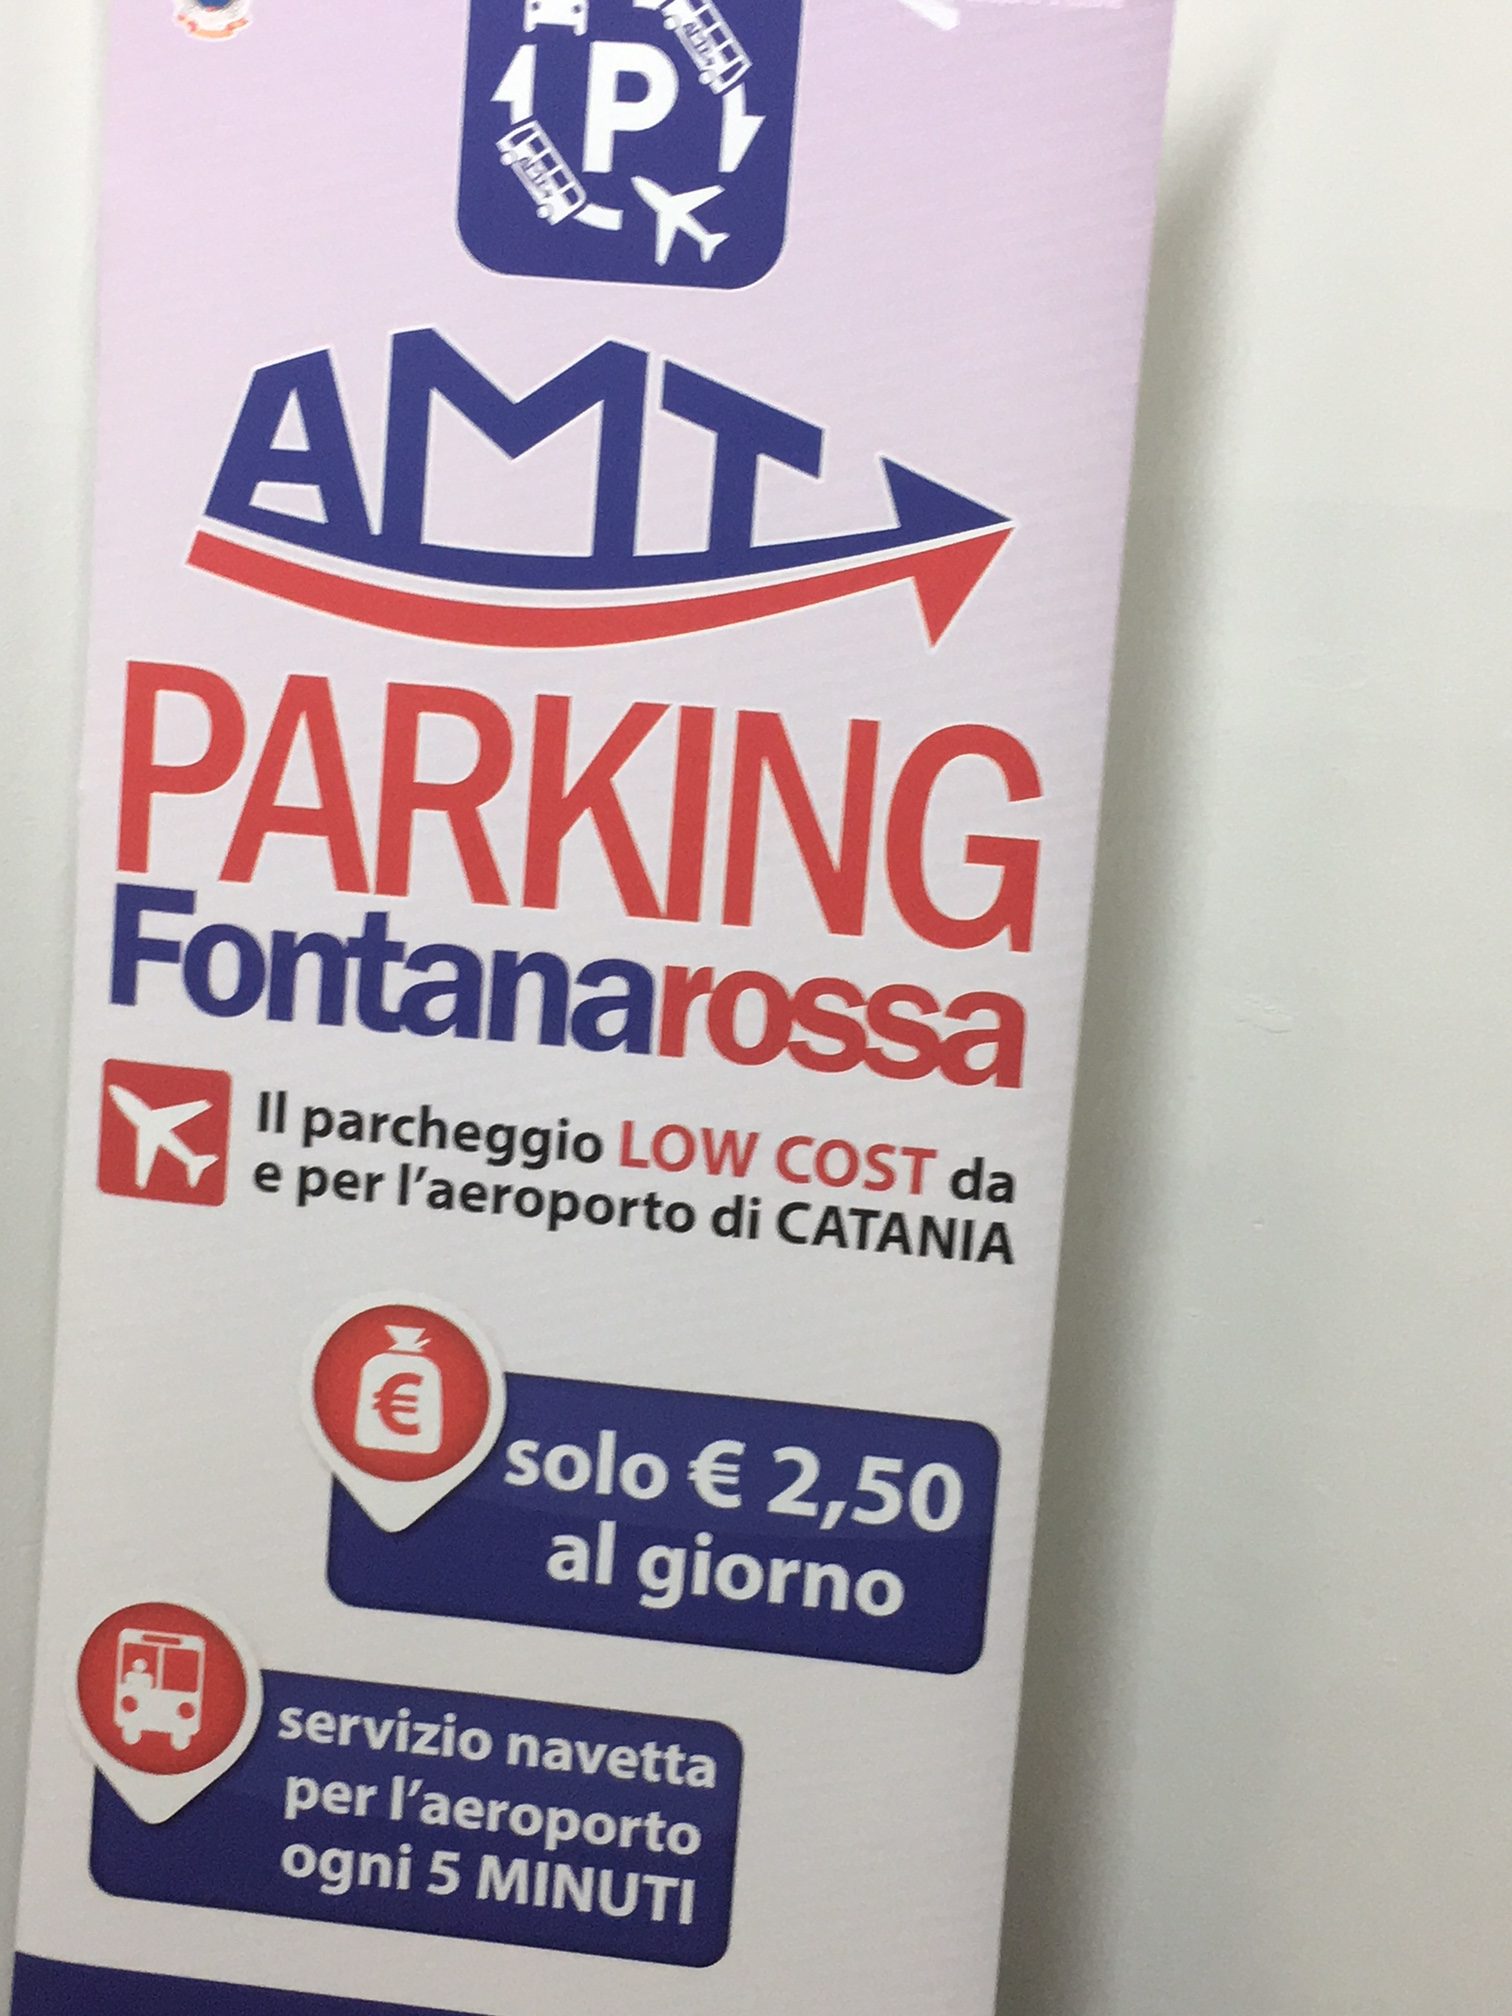 P
AMT
PARKING
Fontanarossa
Il parcheggio LOW COST da
e per l'aeroporto di CATANIA
solo € 2,50
al giorno
servizio navetta
per l'aeroporto
ogni 5 MINUTI